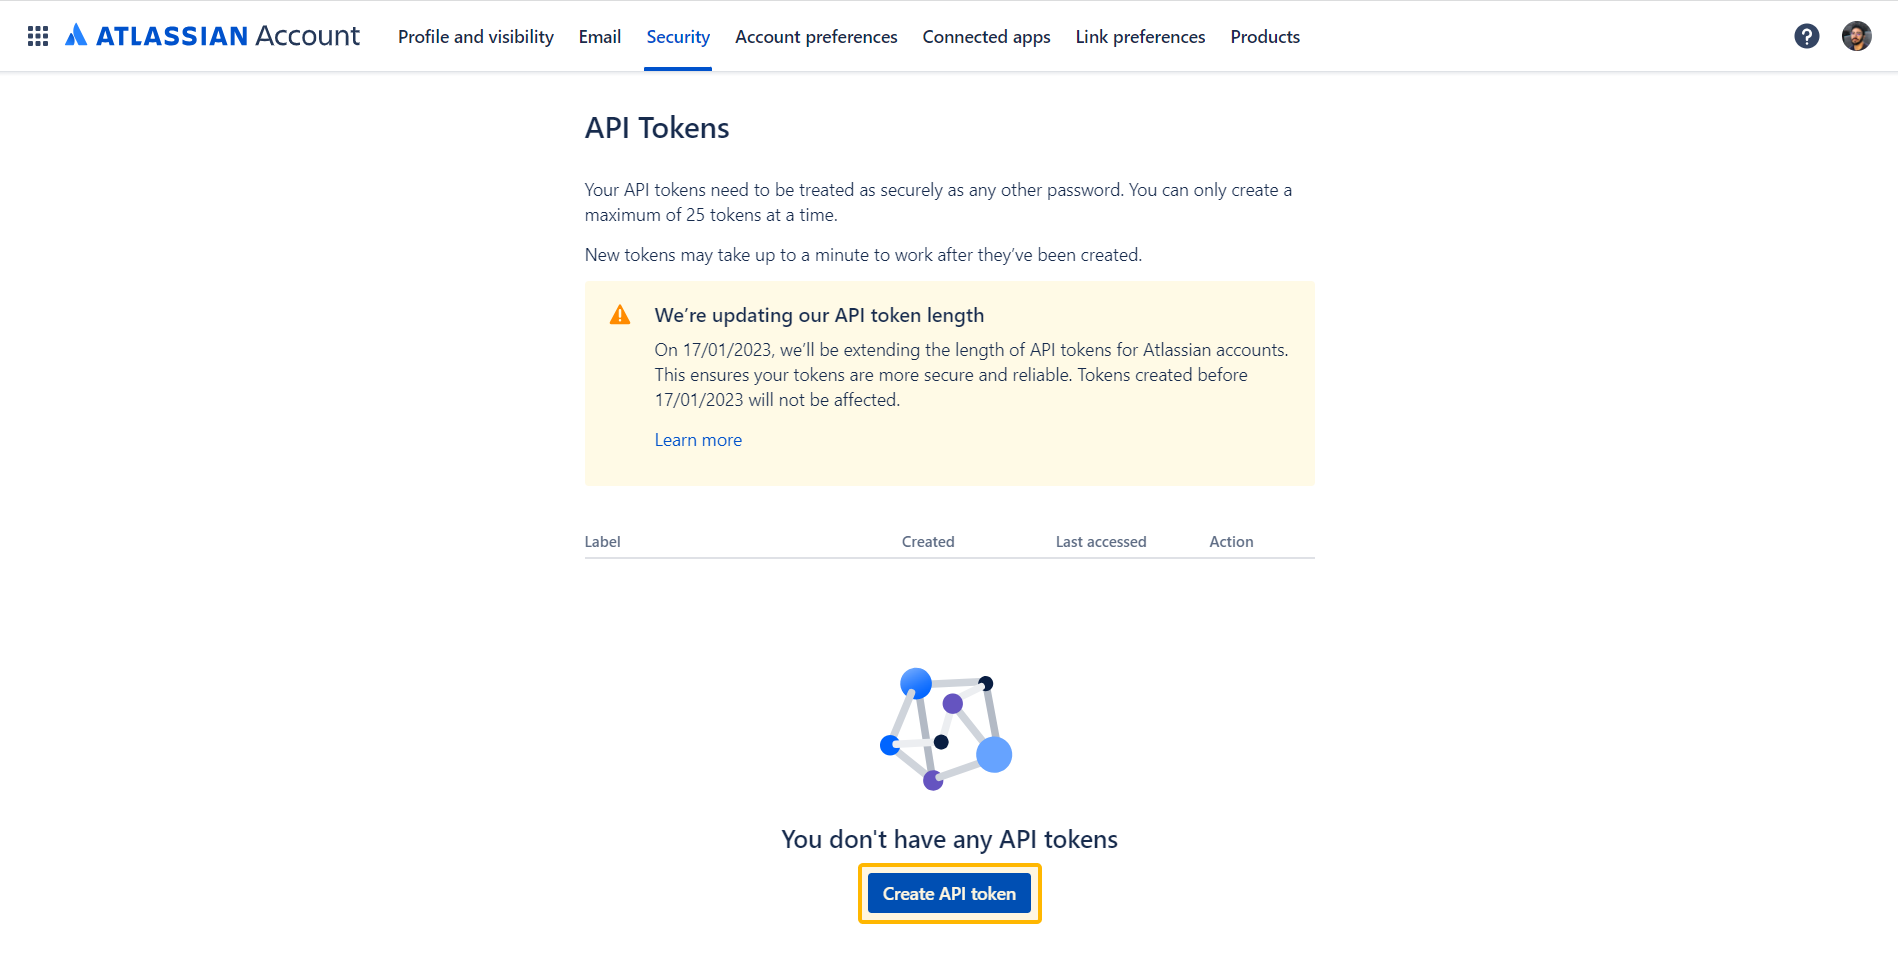 ATLASSIAN Account
Profile and visibility
Email
Security
Account preferences
Connected apps
Link preferences
Products
?
API Tokens
Your API tokens need to be treated as securely as any other password. You can only create a
maximum of 25 tokens at a time.
New tokens may take up to a minute to work after they’ve been created.
We’re updating our API token length
On 17/01/2023, we’ll be extending the length of API tokens for Atlassian accounts.
This ensures your tokens are more secure and reliable. Tokens created before
17/01/2023 will not be affected.
Learn more
Label
Created
Last accessed
Action
You don't have any API tokens
Create API token